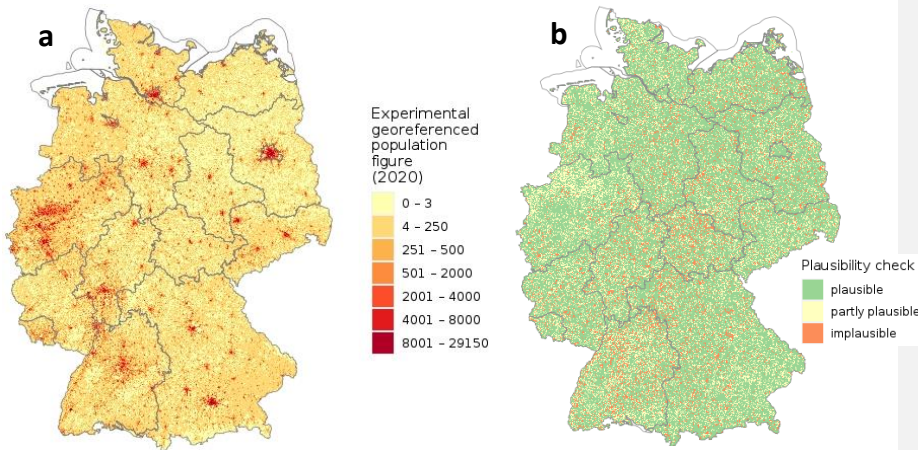 a
Experimental
georeferenced
population
figure
(2020)
0 – 3
4 – 250
251 – 500
501 – 2000
2001 – 4000
4001 – 8000
8001 – 29150
b
Plausibility check
plausible
partly plausible
implausible